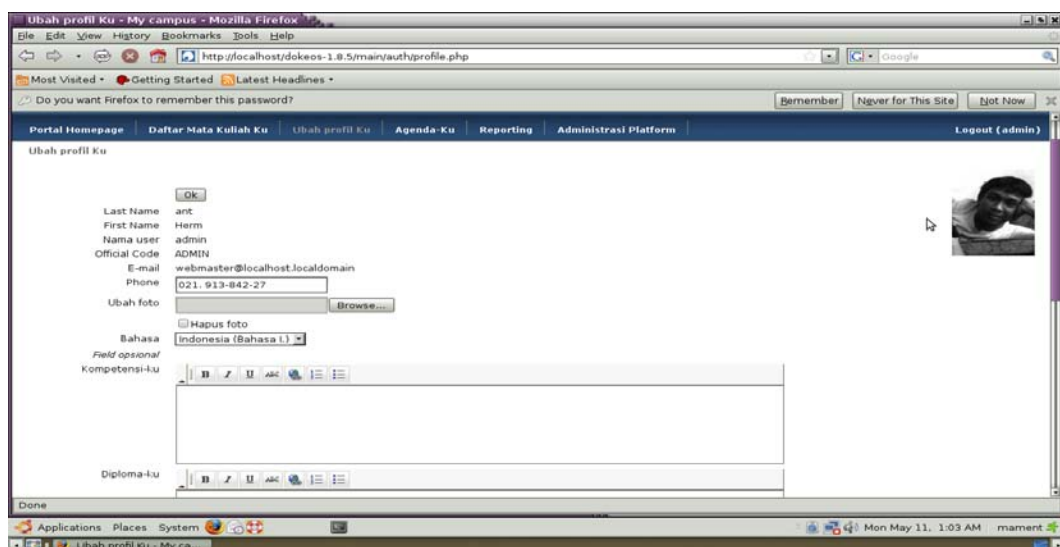 Ubah profil Ku - My campus - Mozilla Firefox
File Edit View History Bookmarks Tools Help
http://localhost/dokeos-1.8.5/main/auth/profile.php
G Google
Most Visited Getting Started Latest Headlines
Do you want Firefox to remember this password? Remember Never for This Site Not Now
Portal Homepage Daftar Mata Kuliah Ku Ubah profil Ku Agenda-Ku Reporting Administrasi Platform Logout (admin)
Ubah profil Ku
Ok
Last Name ant
First Name Herm
Nama user admin
Official Code ADMIN
E-mail webmaster@localhost.localdomain
Phone 021. 913-842-27
Ubah foto Browse...
Hapus foto
Bahasa Indonesia (Bahasa I.)
Field opsional
Kompetensi-ku B I U ABC
Diploma-ku B I U ABC
Done
Applications Places System Mon May 11, 1:03 AM mament
Ubah profil Ku - My ca...